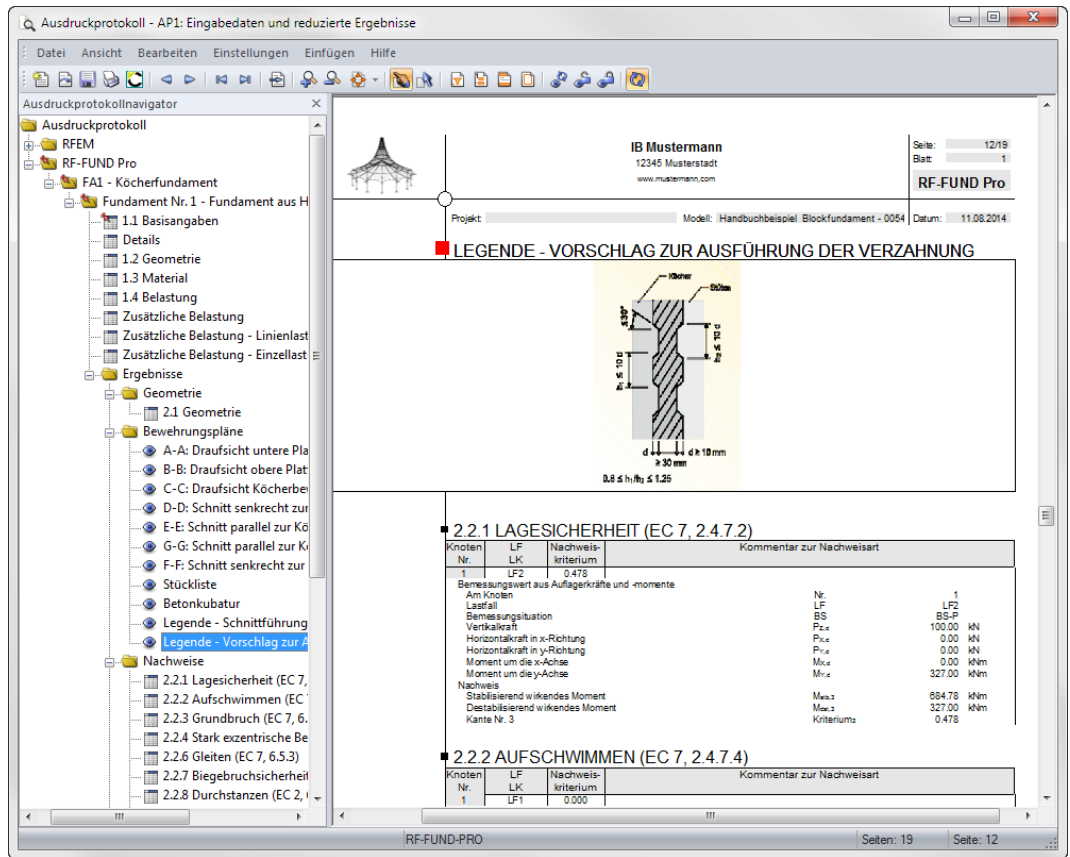 Ausdruckprotokoll - AP1: Eingabedaten und reduzierte Ergebnisse
Datei Ansicht Bearbeiten Einstellungen Einfügen Hilfe
Ausdruckprotokollnavigator
Ausdruckprotokoll
RFEM
RF-FUND Pro
FA1 - Köcherfundament
Fundament Nr. 1 - Fundament aus H
1.1 Basisangaben
Details
1.2 Geometrie
1.3 Material
1.4 Belastung
Zusätzliche Belastung
Zusätzliche Belastung - Linienlast
Zusätzliche Belastung - Einzellast
Ergebnisse
Geometrie
2.1 Geometrie
Bewehrungspläne
A-A: Draufsicht untere Pla
B-B: Draufsicht obere Plat
C-C: Draufsicht Köcherbe
D-D: Schnitt senkrecht zur
E-E: Schnitt parallel zur Kö
G-G: Schnitt parallel zur K
F-F: Schnitt senkrecht zur
Stückliste
Betonkubatur
Legende - Schnittführung
Legende - Vorschlag zur A
Nachweise
2.2.1 Lagesicherheit (EC 7,
2.2.2 Aufschwimmen (EC
2.2.3 Grundbruch (EC 7, 6.
2.2.4 Stark exzentrische Be
2.2.6 Gleiten (EC 7, 6.5.3)
2.2.7 Biegebruchsicherheit
2.2.8 Durchstanzen (EC 2,
IB Mustermann
12345 Musterstadt
www.mustermann.com
Seite: 12/19
Blatt: 1
RF-FUND Pro
Projekt: Modell: Handbuchbeispiel Blockfundament - 0054 Datum: 11.08.2014
LEGENDE - VORSCHLAG ZUR AUSFÜHRUNG DER VERZAHNUNG
Köcher
Stütze
≤30°
h₁ ≤ 10 d
h₂ ≤ 10 d
d d ≥ 10 mm
≥ 30 mm
0.8 ≤ h₁/h₂ ≤ 1.25
2.2.1 LAGESICHERHEIT (EC 7, 2.4.7.2)
Knoten LF Nachweis- Kommentar zur Nachweisart
Nr. LK kriterium
1 LF2 0.478
Bemessungswert aus Auflagerkräfte und -momente
Am Knoten Nr. 1
Lastfall LF LF2
Bemessungsituation BS BS-P
Vertikalkraft Pz,d 100.00 kN
Horizontalkraft in x-Richtung Px,d 0.00 kN
Horizontalkraft in y-Richtung Py,d 0.00 kN
Moment um die x-Achse Mx,d 0.00 kNm
Moment um die y-Achse My,d 327.00 kNm
Nachweis
Stabilisierend wirkendes Moment Mstb,3 684.78 kNm
Destabilisierend wirkendes Moment Mdst,3 327.00 kNm
Kante Nr. 3 Kriterium₃ 0.478
2.2.2 AUFSCHWIMMEN (EC 7, 2.4.7.4)
Knoten LF Nachweis- Kommentar zur Nachweisart
Nr. LK kriterium
1 LF1 0.000
RF-FUND-PRO Seiten: 19 Seite: 12